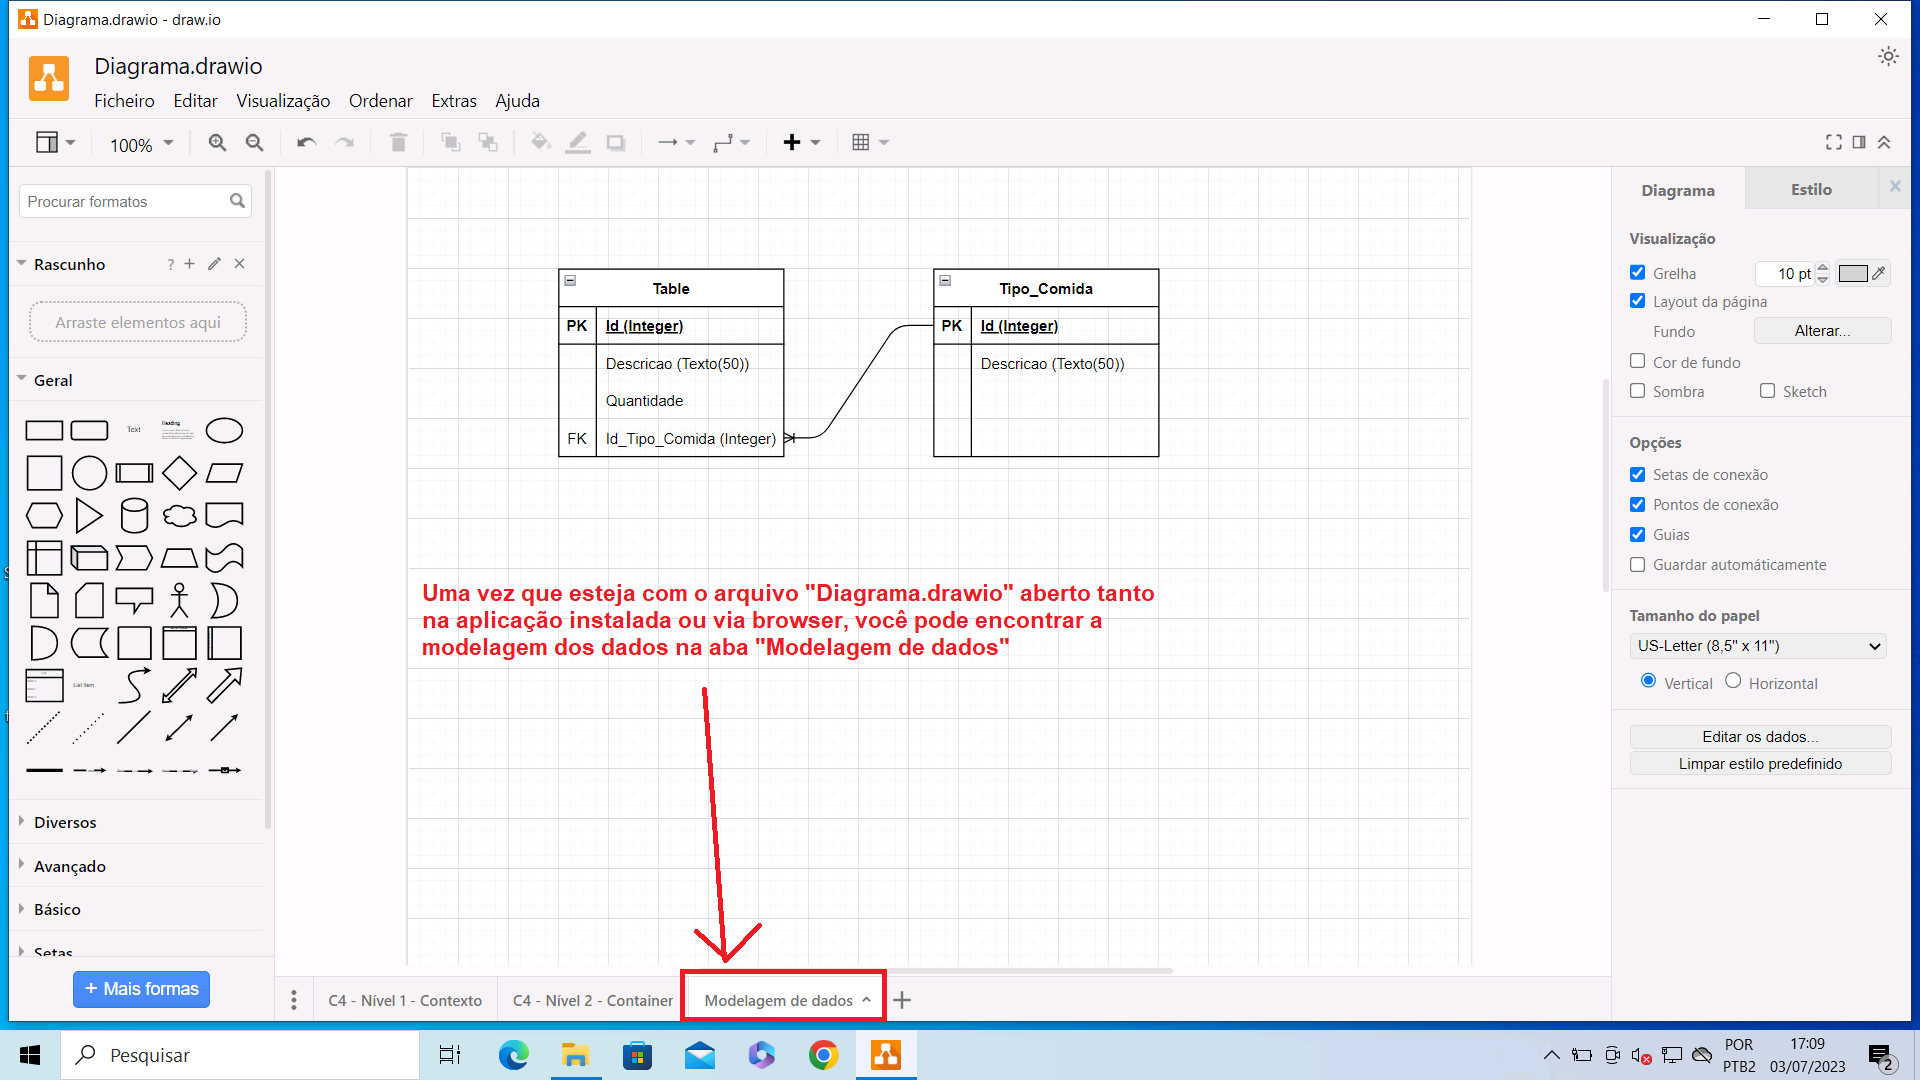 Diagrama.drawio - draw.io
Diagrama.drawio
Ficheiro Editar Visualização Ordenar Extras Ajuda
100%
Procurar formatos
Rascunho ?
Arraste elementos aqui
Geral
Text
Heading
List Item
Diversos
Avançado
Básico
Setas
+ Mais formas
Table
PK Id (Integer)
Descricao (Texto(50))
Quantidade
FK Id_Tipo_Comida (Integer)
Tipo_Comida
PK Id (Integer)
Descricao (Texto(50))
Uma vez que esteja com o arquivo "Diagrama.drawio" aberto tanto
na aplicação instalada ou via browser, você pode encontrar a
modelagem dos dados na aba "Modelagem de dados"
C4 - Nível 1 - Contexto C4 - Nível 2 - Container Modelagem de dados
Diagrama Estilo
Visualização
Grelha 10 pt
Layout da página
Fundo Alterar...
Cor de fundo
Sombra Sketch
Opções
Setas de conexão
Pontos de conexão
Guias
Guardar automáticamente
Tamanho do papel
US-Letter (8,5" x 11")
Vertical Horizontal
Editar os dados...
Limpar estilo predefinido
Pesquisar
POR
PTB2
17:09
03/07/2023
2